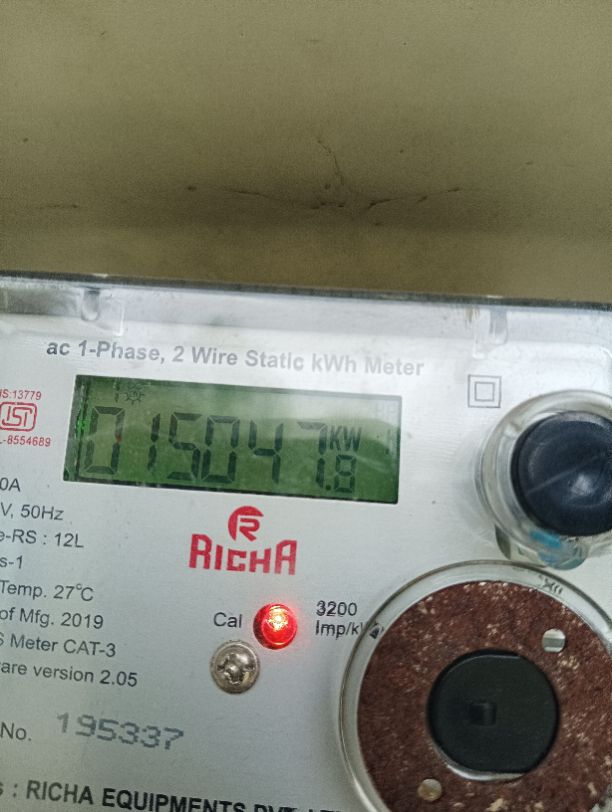 ac 1-Phase, 2 Wire Static kWh Meter
IS:13779
ISI
L-8554689
015047.8 KW
0A
V, 50Hz
e-RS : 12L
s-1
Temp. 27°C
of Mfg. 2019
S Meter CAT-3
are version 2.05
R
RICHA
Cal
3200
Imp/k
No. 195337
: RICHA EQUIPMENTS PVT.